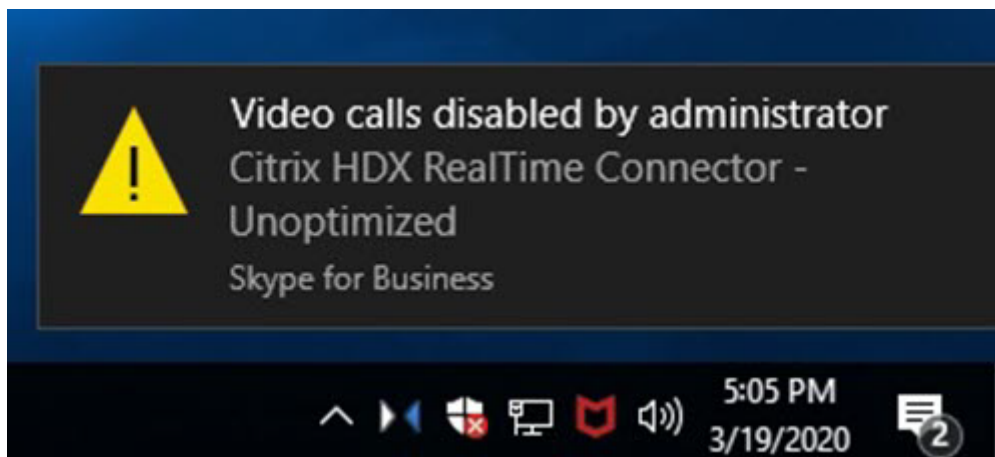 Video calls disabled by administrator
Citrix HDX RealTime Connector -
Unoptimized
Skype for Business
5:05 PM
3/19/2020
2